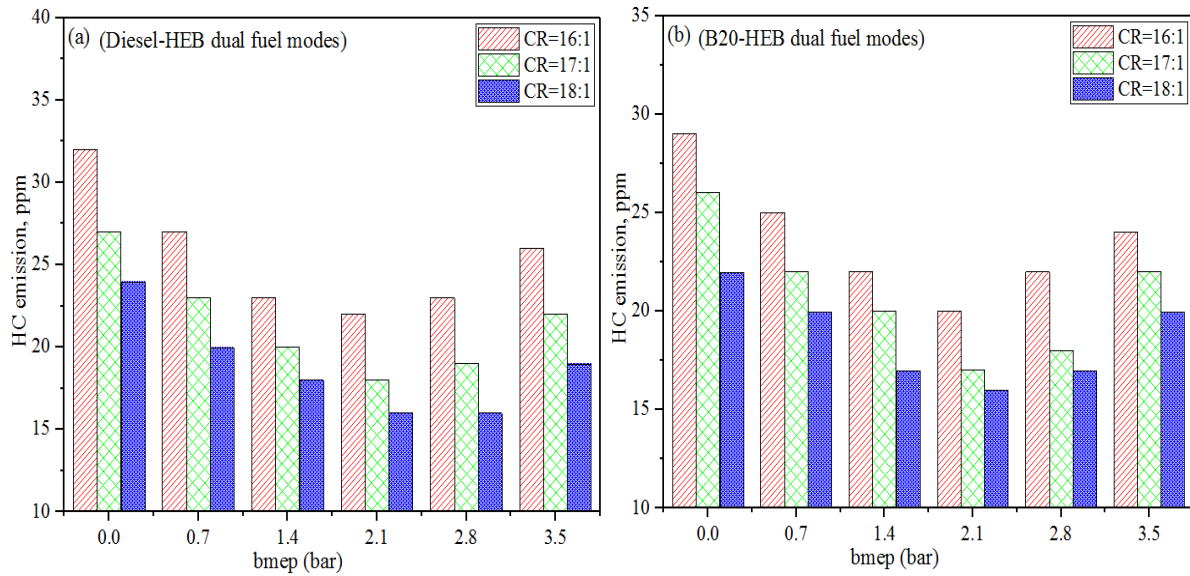 (a) (Diesel-HEB dual fuel modes)
CR=16:1
CR=17:1
CR=18:1
40
35
30
25
20
15
10
HC emission, ppm
0.0 0.7 1.4 2.1 2.8 3.5
bmep (bar)
(b) (B20-HEB dual fuel modes)
CR=16:1
CR=17:1
CR=18:1
35
30
25
20
15
10
HC emission, ppm
0.0 0.7 1.4 2.1 2.8 3.5
bmep (bar)